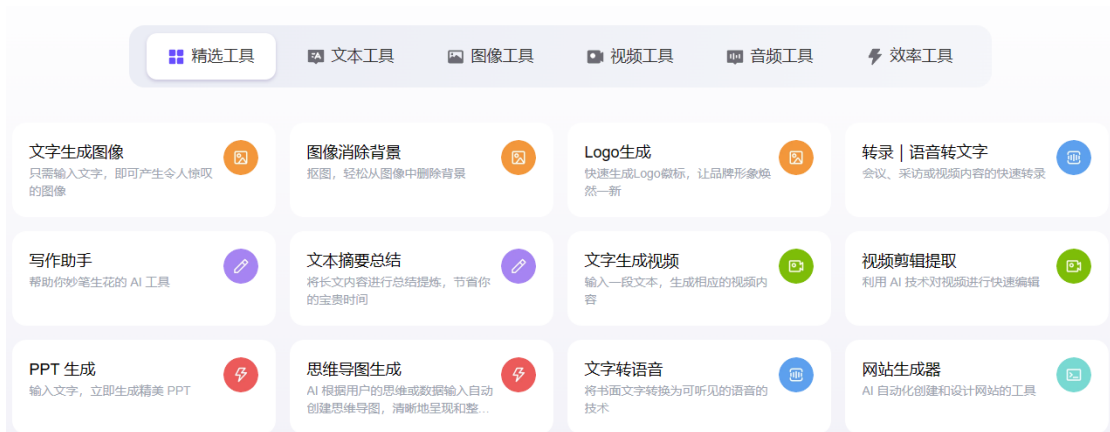 精选工具
文本工具
图像工具
视频工具
音频工具
效率工具
文字生成图像
只需输入文字，即可产生令人惊叹
的图像
图像消除背景
抠图，轻松从图像中删除背景
Logo生成
快速生成Logo徽标，让品牌形象焕
然一新
转录 | 语音转文字
会议、采访或视频内容的快速转录
写作助手
帮助你妙笔生花的 AI 工具
文本摘要总结
将长文内容进行总结提炼，节省你
的宝贵时间
文字生成视频
输入一段文本，生成相应的视频内
容
视频剪辑提取
利用 AI 技术对视频进行快速编辑
PPT 生成
输入文字，立即生成精美 PPT
思维导图生成
AI 根据用户的思维或数据输入自动
创建思维导图，清晰地呈现和整...
文字转语音
将书面文字转换为可听见的语音的
技术
网站生成器
AI 自动化创建和设计网站的工具